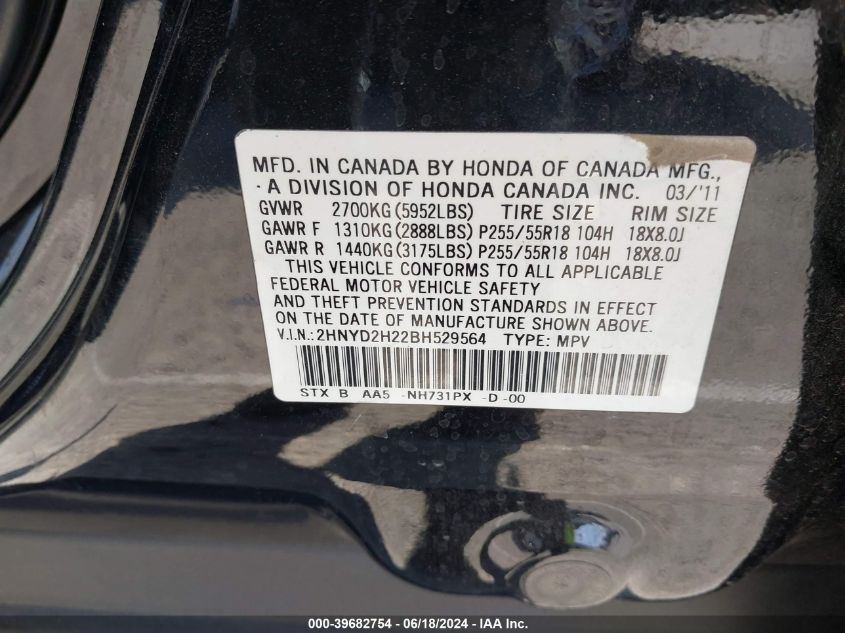 MFD. IN CANADA BY HONDA OF CANADA MFG.,
A DIVISION OF HONDA CANADA INC. 03/'11
GVWR 2700KG (5952LBS) TIRE SIZE RIM SIZE
GAWR F 1310KG (2888LBS) P255/55R18 104H 18X8.0J
GAWR R 1440KG (3175LBS) P255/55R18 104H 18X8.0J
THIS VEHICLE CONFORMS TO ALL APPLICABLE
FEDERAL MOTOR VEHICLE SAFETY
AND THEFT PREVENTION STANDARDS IN EFFECT
ON THE DATE OF MANUFACTURE SHOWN ABOVE.
V.I.N.: 2HNYD2H22BH529564 TYPE: MPV
STX B AA5 -NH731PX -D -00
000-39682754 - 06/18/2024 - IAA Inc.